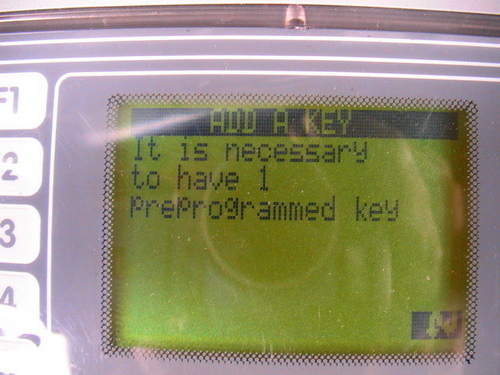 F1
2
3
4
ADD A KEY
It is necessary
to have 1
preprogrammed key